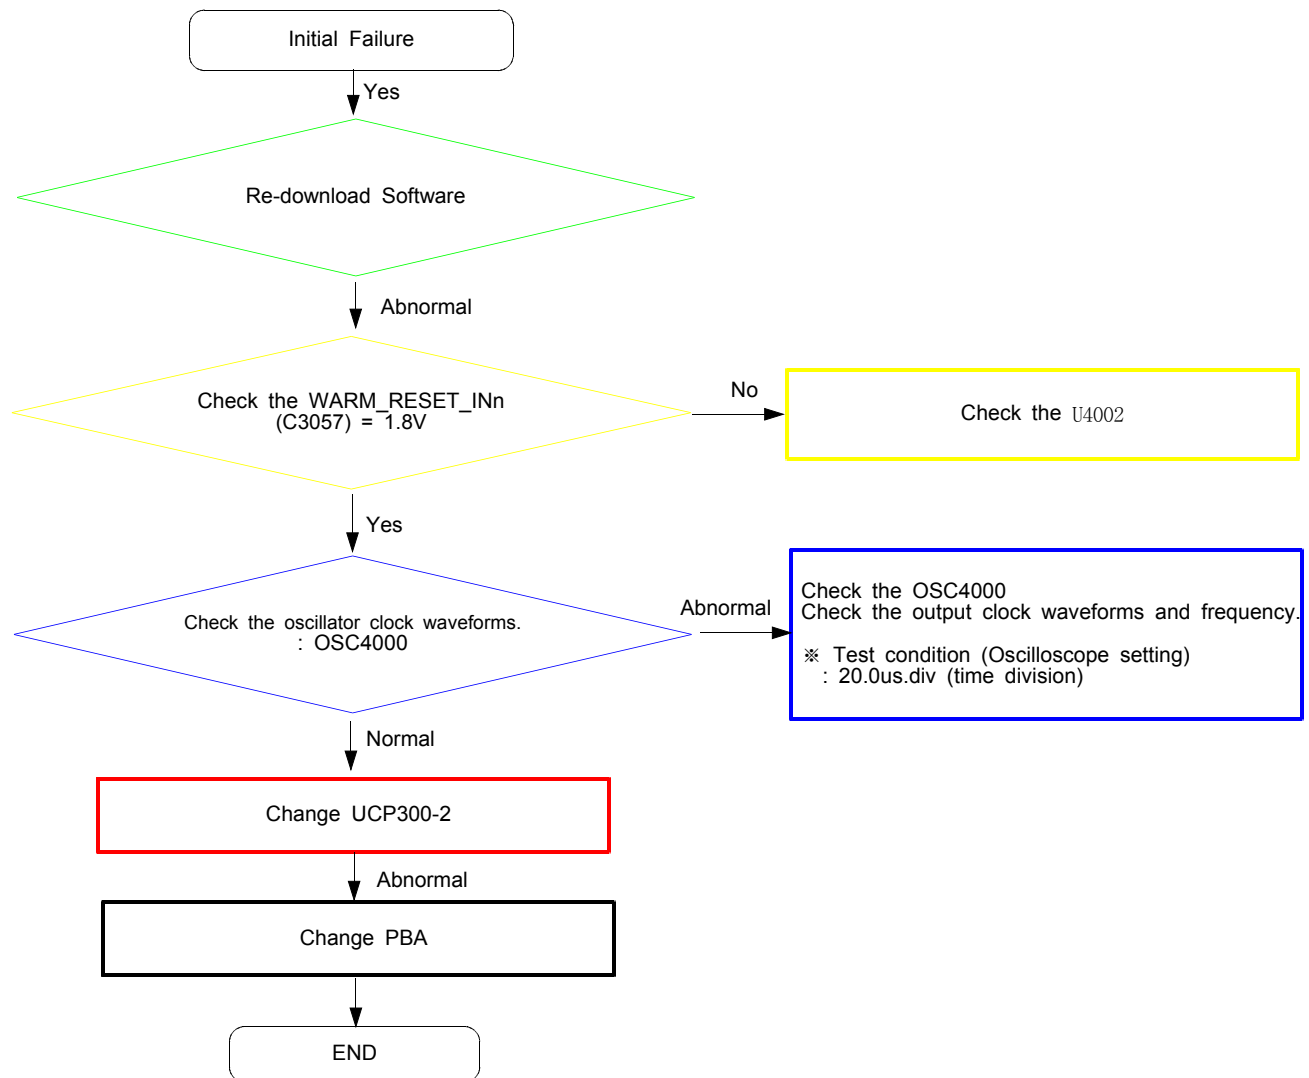 Initial Failure
Yes
Re-download Software
Abnormal
Check the WARM_RESET_INn
(C3057) = 1.8V
No
Check the U4002
Yes
Check the oscillator clock waveforms.
: OSC4000
Abnormal
Check the OSC4000
Check the output clock waveforms and frequency.
※ Test condition (Oscilloscope setting)
: 20.0us.div (time division)
Normal
Change UCP300-2
Abnormal
Change PBA
END